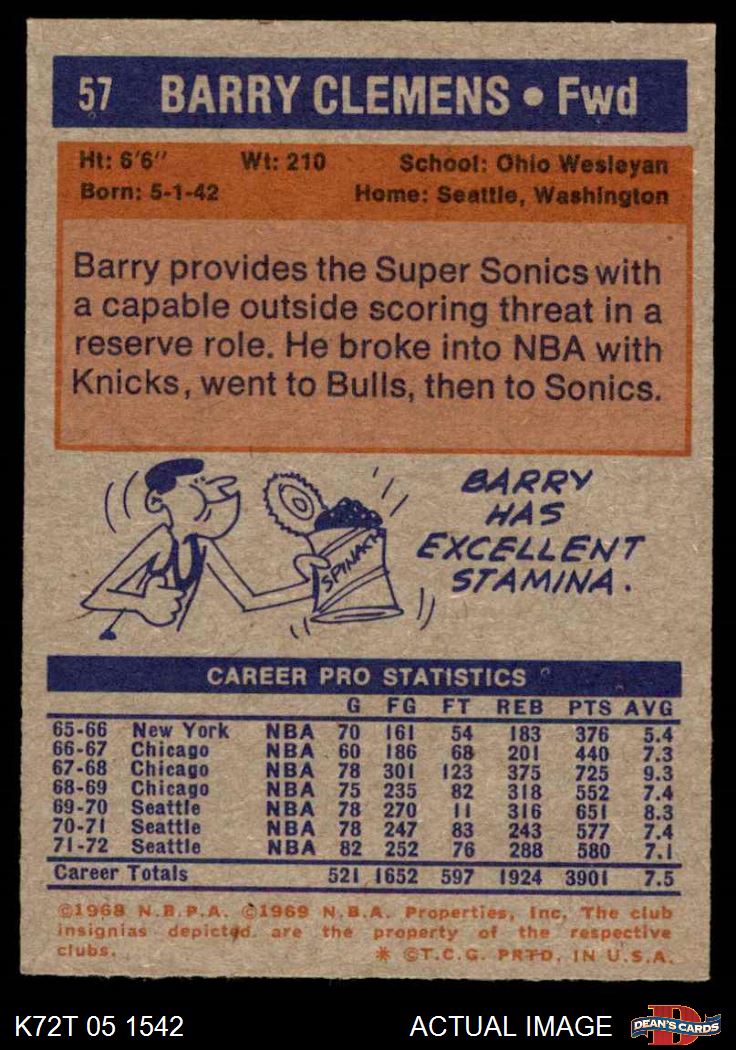 57 BARRY CLEMENS • Fwd
Ht: 6'6" Wt: 210 School: Ohio Wesleyan
Born: 5-1-42 Home: Seattle, Washington
Barry provides the Super Sonics with
a capable outside scoring threat in a
reserve role. He broke into NBA with
Knicks, went to Bulls, then to Sonics.
SPINACH
BARRY
HAS
EXCELLENT
STAMINA.
CAREER PRO STATISTICS
G FG FT REB PTS AVG
65-66 New York NBA 70 161 54 183 376 5.4
66-67 Chicago NBA 60 186 68 201 440 7.3
67-68 Chicago NBA 78 301 123 375 725 9.3
68-69 Chicago NBA 75 235 82 318 552 7.4
69-70 Seattle NBA 78 270 11 316 651 8.3
70-71 Seattle NBA 78 247 83 243 577 7.4
71-72 Seattle NBA 82 252 76 288 580 7.1
Career Totals 521 1652 597 1924 3901 7.5
©1968 N.B.P.A. ©1969 N.B.A. Properties, Inc. The club
insignias depicted are the property of the respective
clubs. * ©T.C.G. PRTD. IN U.S.A.
K72T 05 1542 ACTUAL IMAGE DEAN'S CARDS